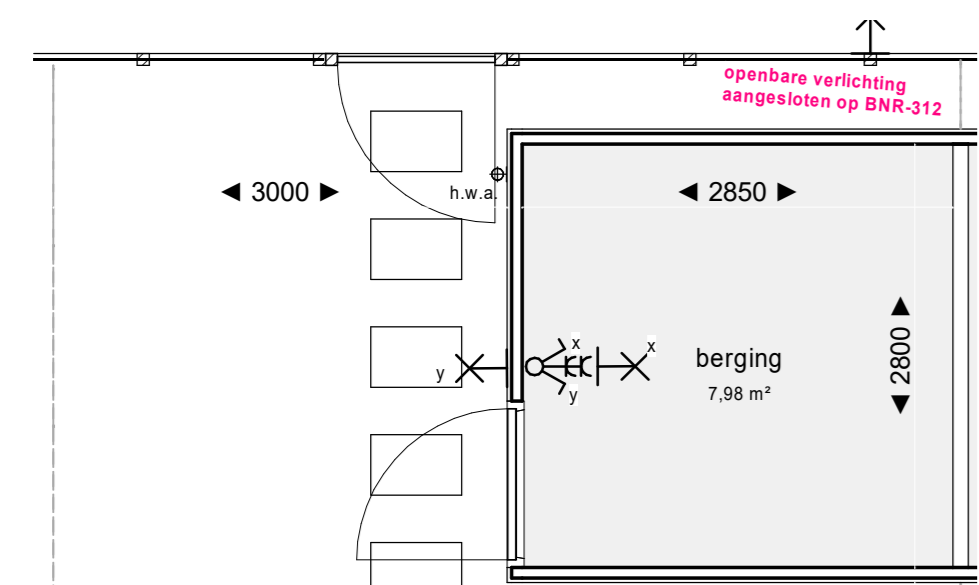 openbare verlichting
aangesloten op BNR-312
◄ 3000 ►
h.w.a.
◄ 2850 ►
◄ 2800 ►
x
x
y
y
berging
7,98 m²